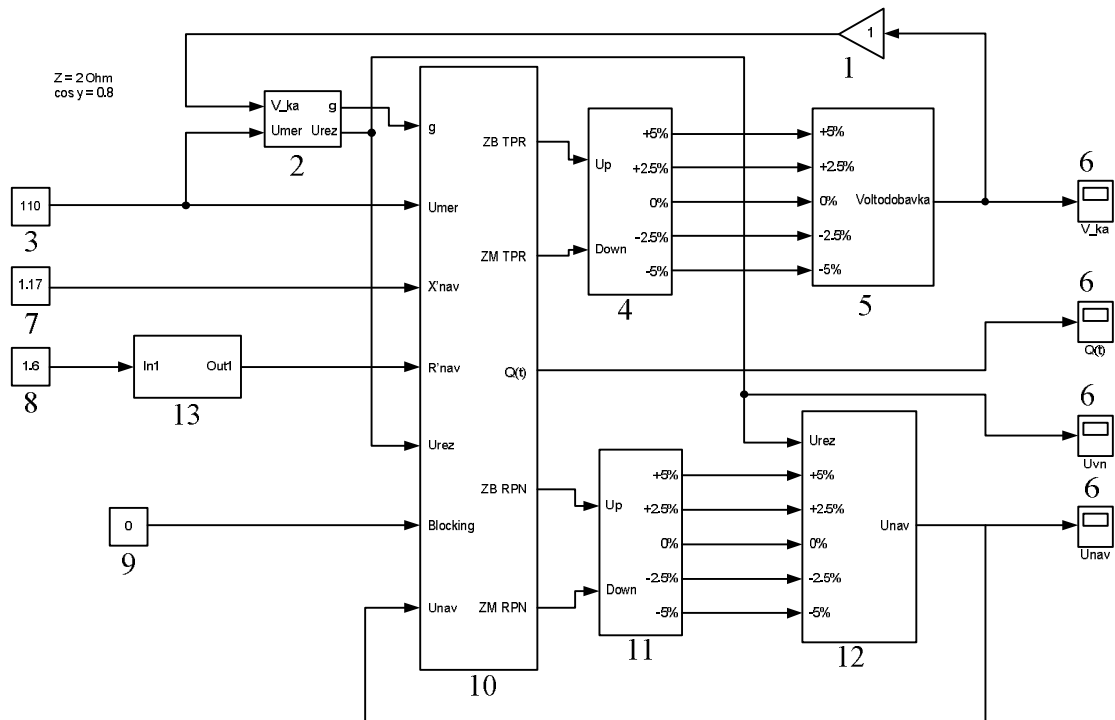 1
1
Z = 2 Ohm
cos y = 0.8
V_ka g
Umer Urez
2
110
3
1.17
7
1.6
8
In1 Out1
13
0
9
g
Umer
X'nav
R'nav
Urez
Blocking
Unav
ZB TPR
ZM TPR
Q(t)
ZB RPN
ZM RPN
10
Up
Down
+5%
+2.5%
0%
-2.5%
-5%
4
+5%
+2.5%
0%
-2.5%
-5%
Voltodobavka
5
Up
Down
+5%
+2.5%
0%
-2.5%
-5%
11
Urez
+5%
+2.5%
0%
-2.5%
-5%
Unav
12
6
V_ka
6
Q(t)
6
Uvn
6
Unav